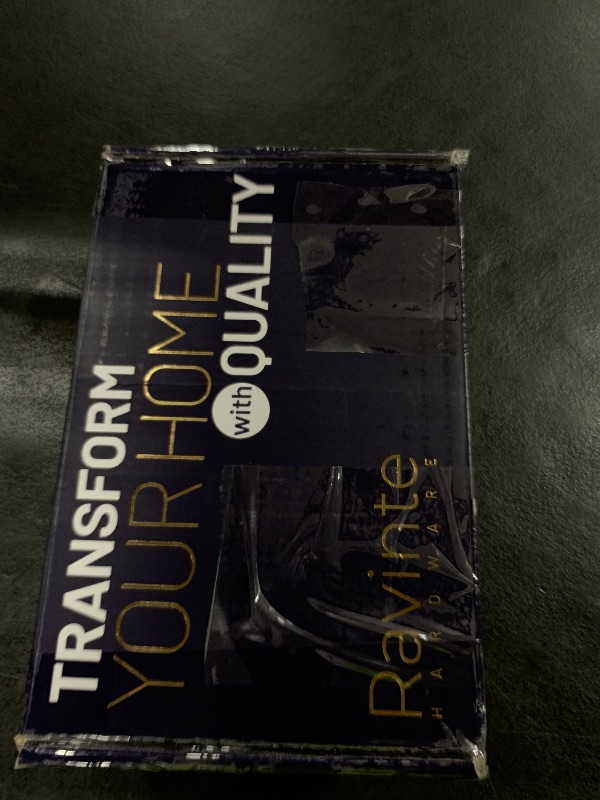 TRANSFORM
YOUR HOME
with QUALITY
Ravinte
HARDWARE